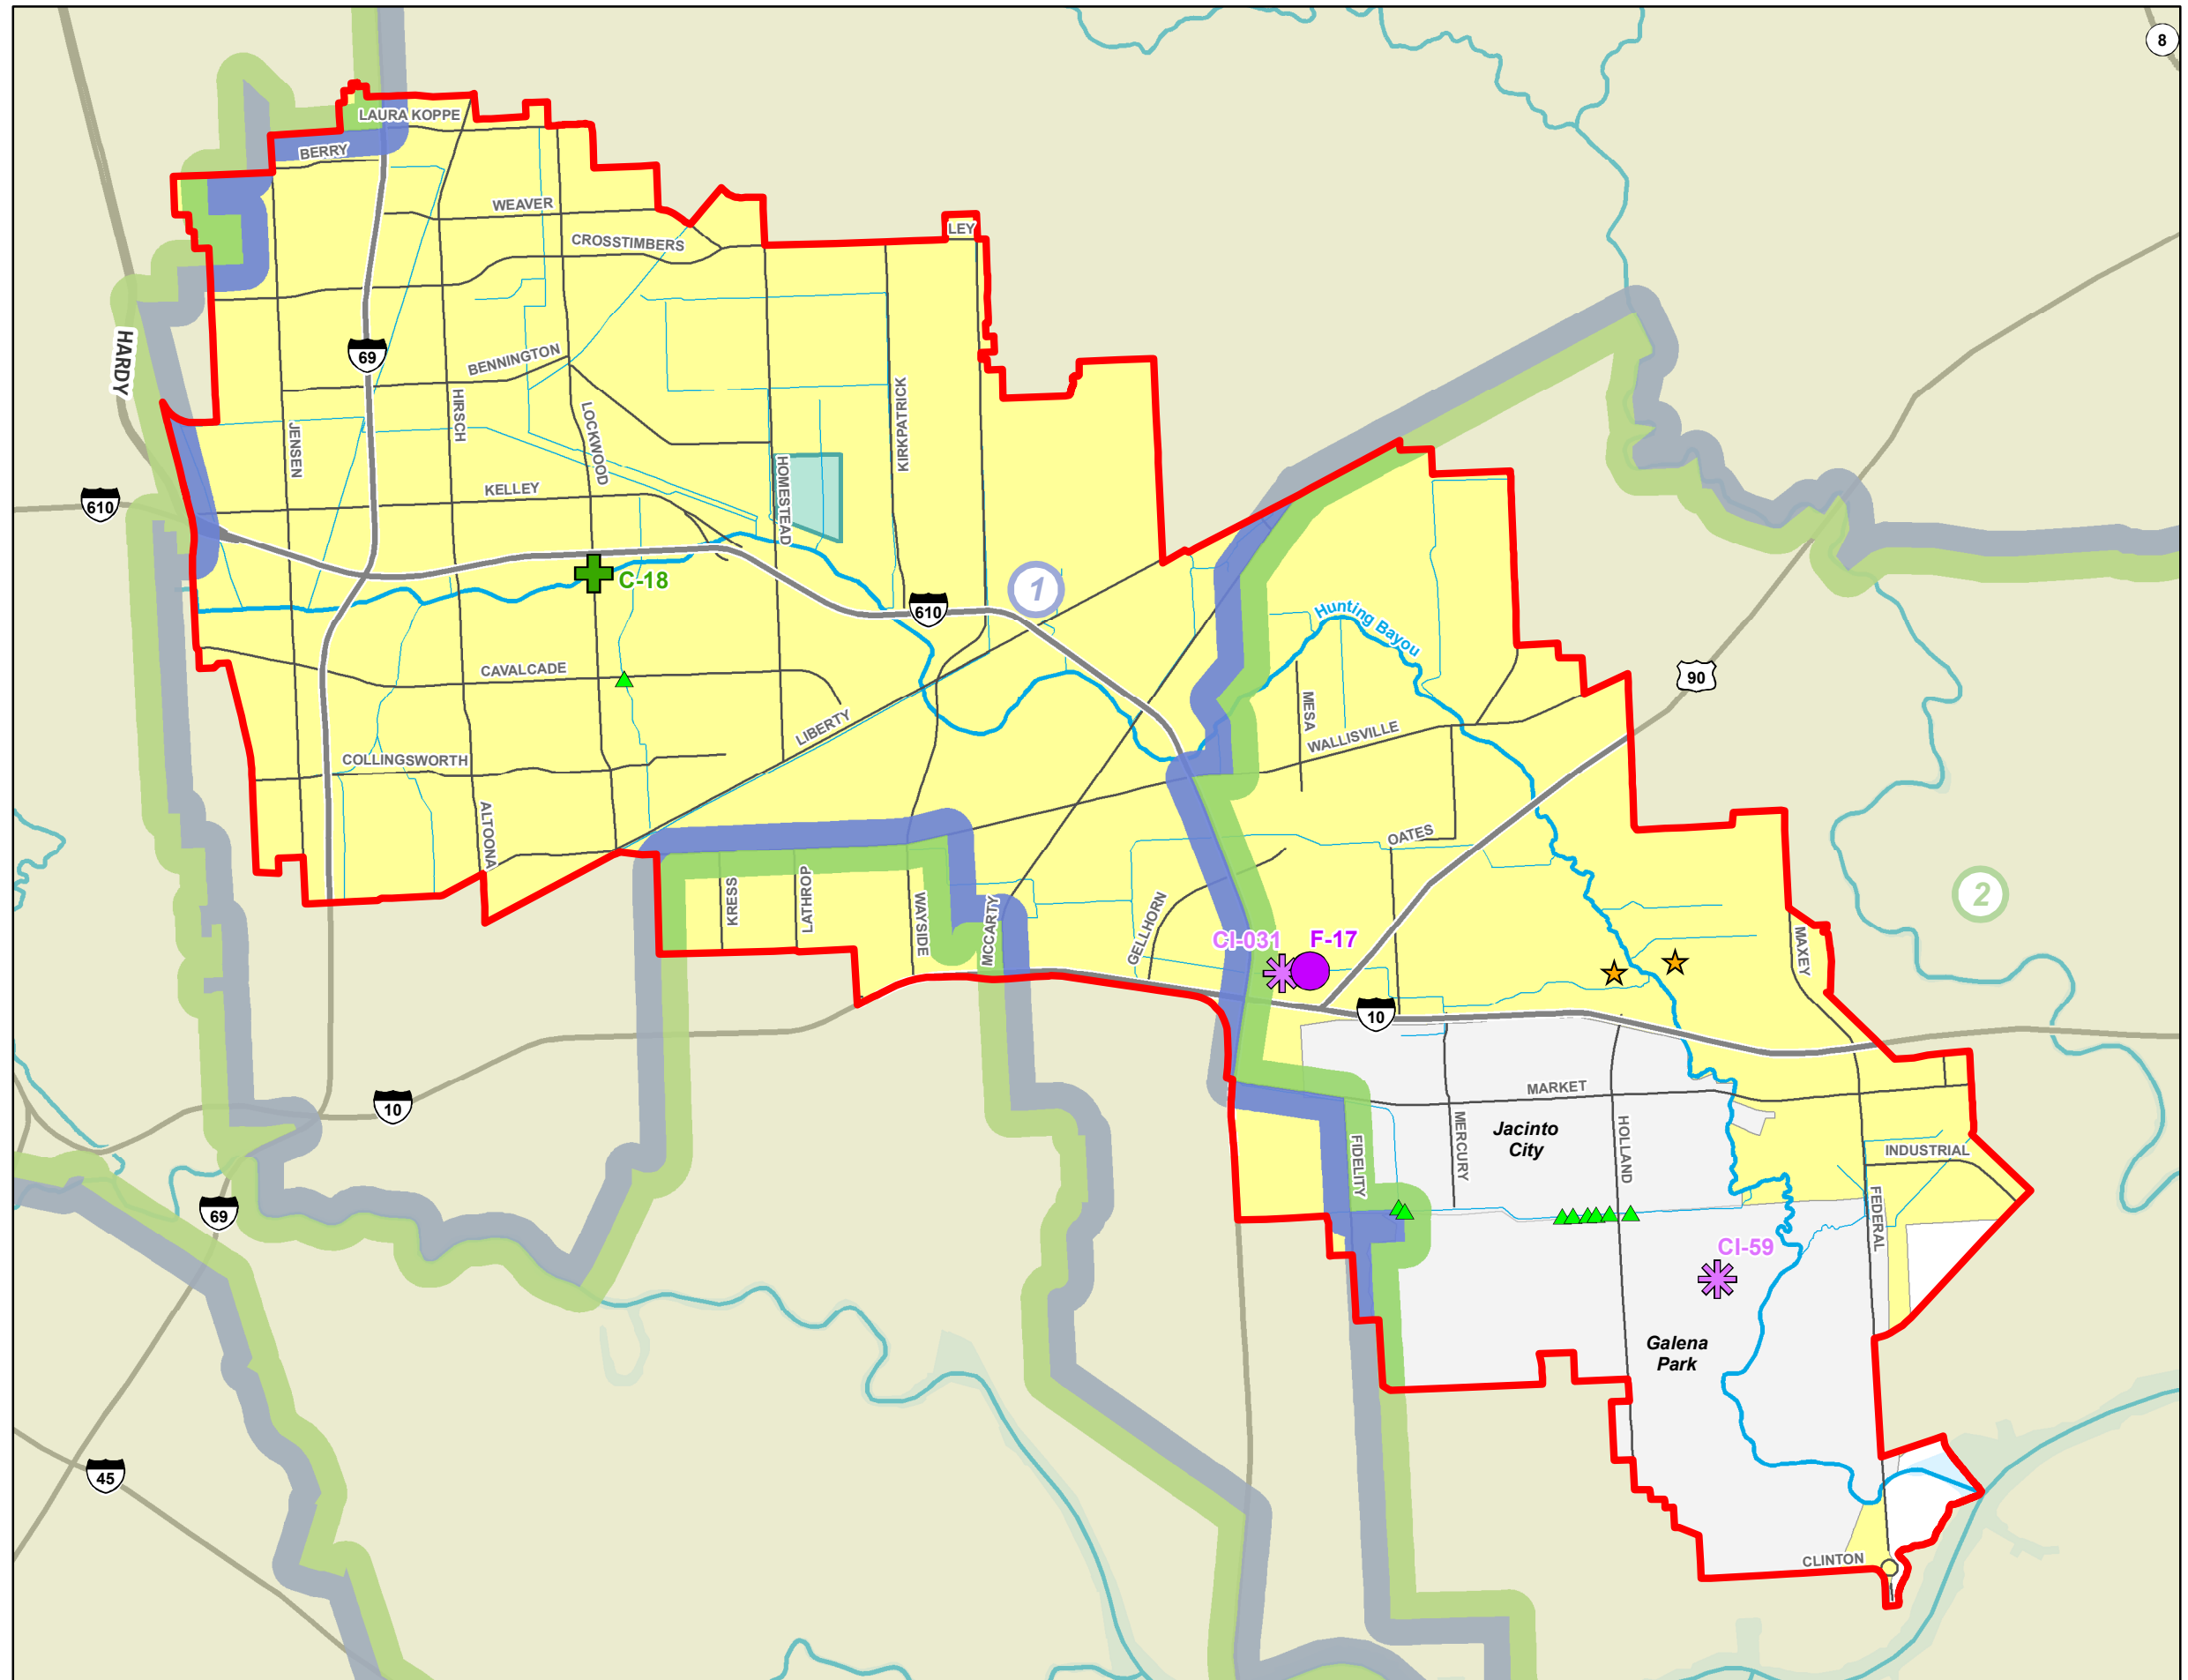 8
LAURA KOPPE
BERRY
WEAVER
CROSSTIMBERS
LEY
HARDY
69
BENNINGTON
HIRSCH
LOCKWOOD
KIRKPATRICK
JENSEN
HOMESTEAD
KELLEY
610
C-18
1
610
Hunting Bayou
CAVALCADE
90
MESA
LIBERTY
WALLISVILLE
COLLINGSWORTH
ALTOONA
OATES
KRESS
LATHROP
WAYSIDE
MCCARTY
GELLHORN
2
CI-031
F-17
MAXEY
10
10
MARKET
Jacinto
City
MERCURY
HOLLAND
FIDELITY
INDUSTRIAL
69
FEDERAL
CI-59
Galena
Park
45
CLINTON